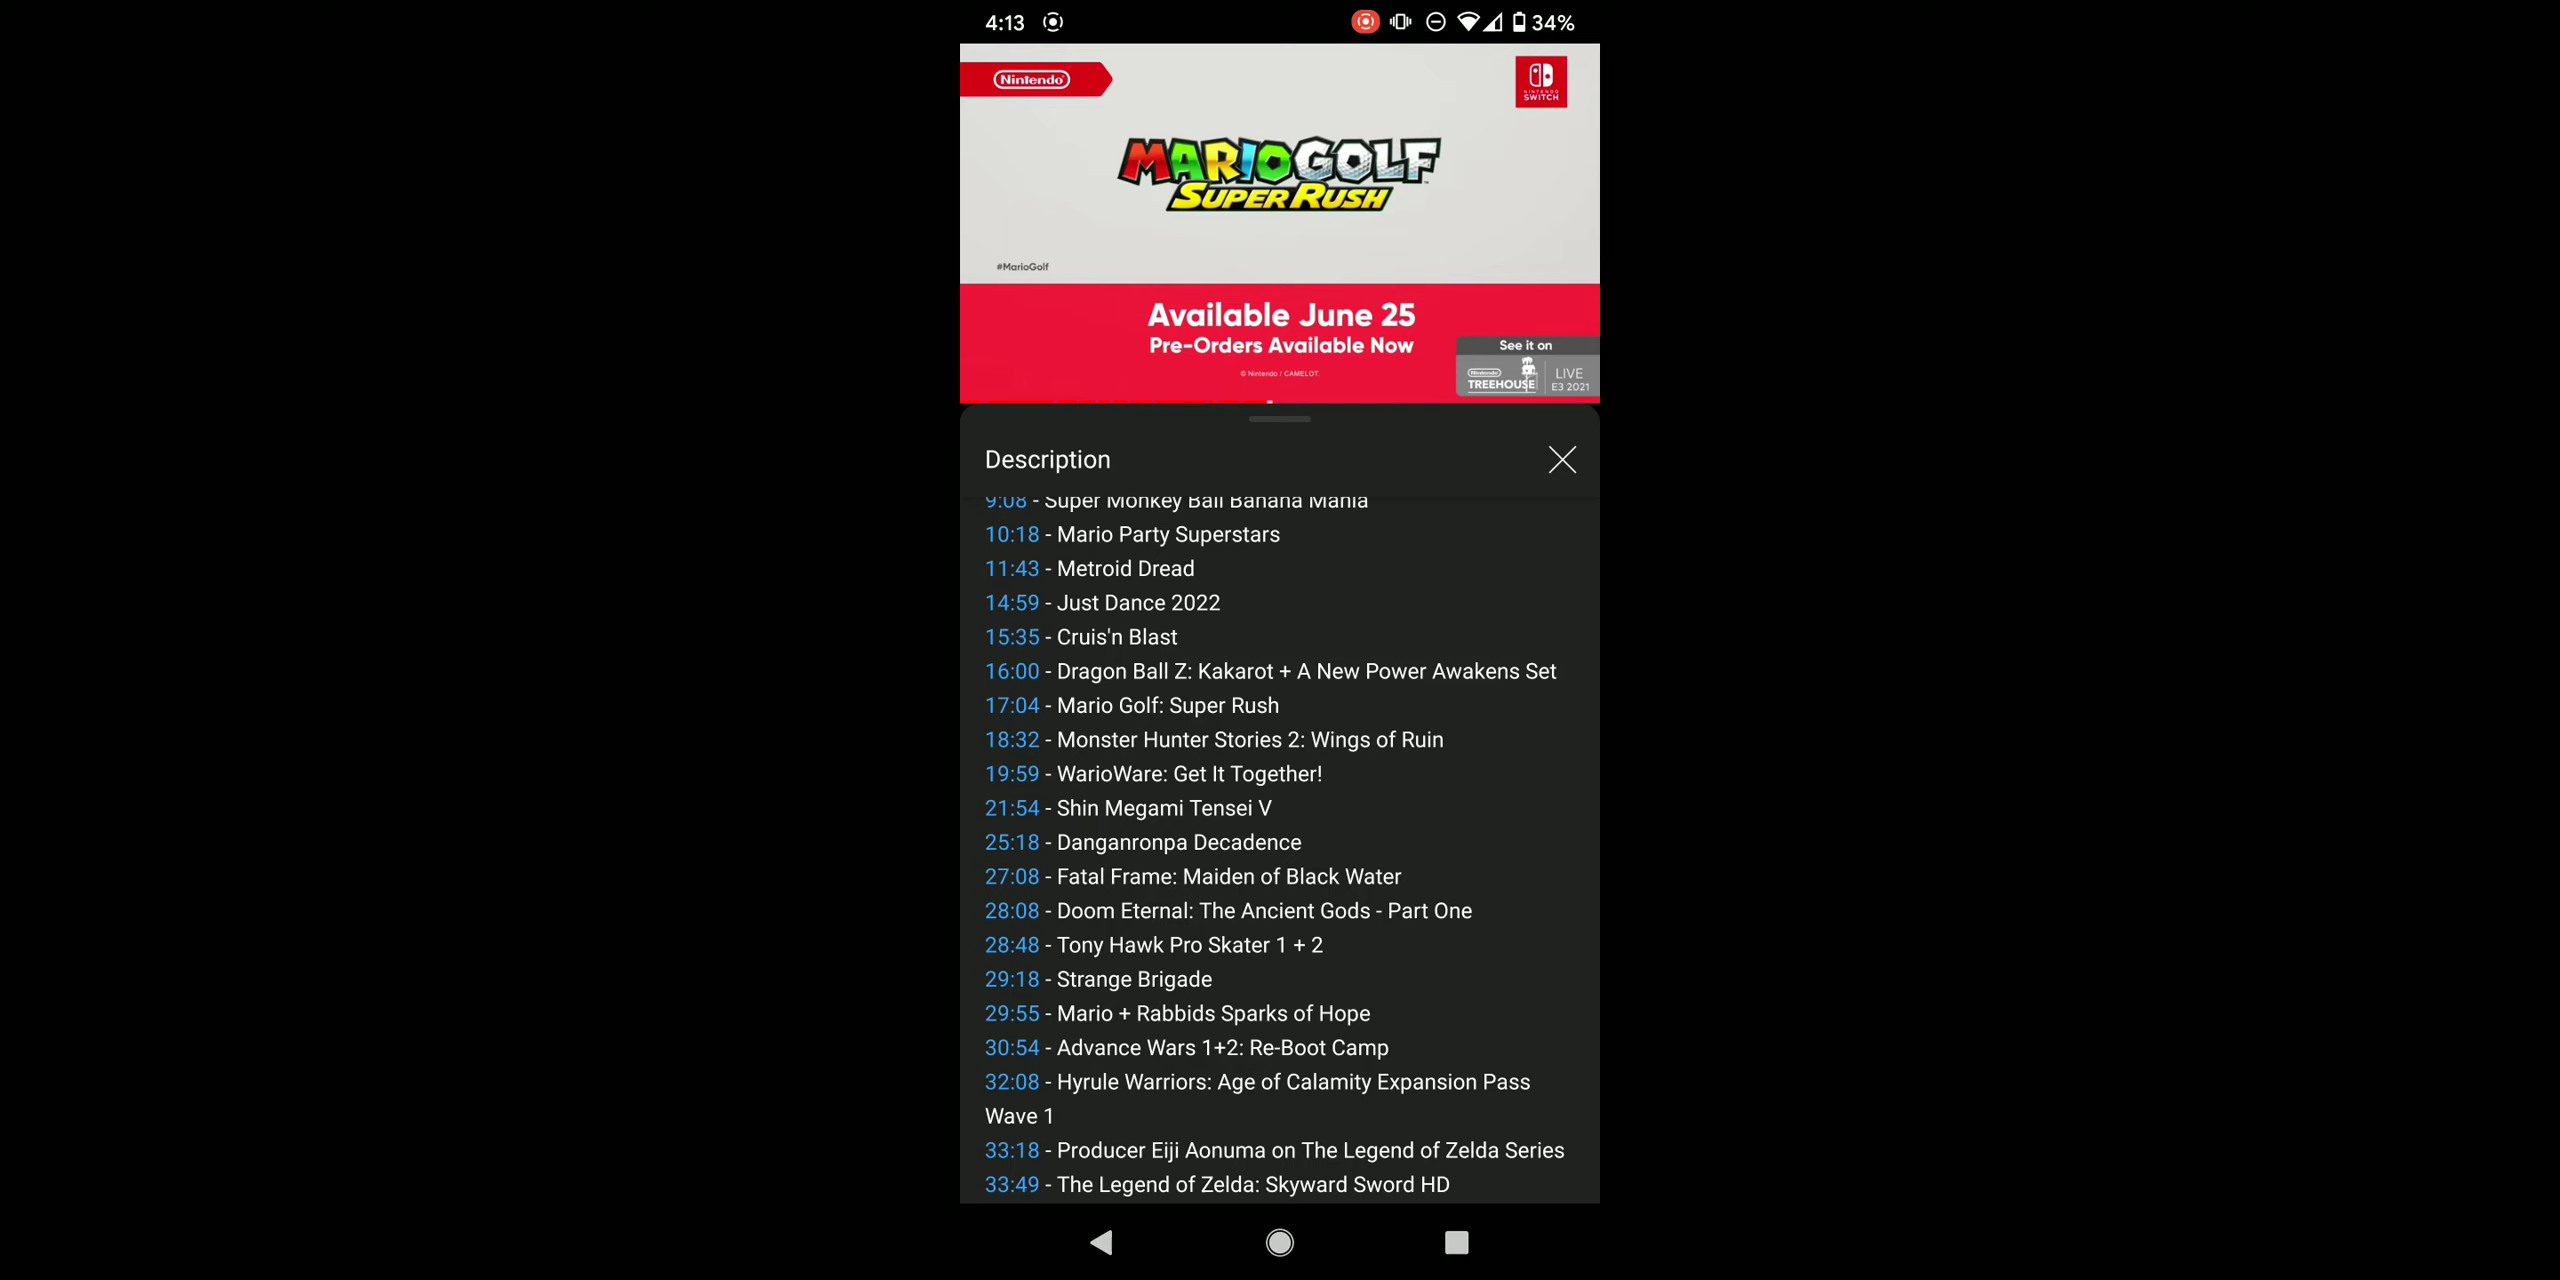 4:13
34%
Nintendo
NINTENDO
SWITCH
MARIO GOLF
SUPER RUSH
#MarioGolf
Available June 25
Pre-Orders Available Now
© Nintendo / CAMELOT.
See it on
Nintendo
TREEHOUSE
LIVE
E3 2021
Description
9:08 - Super Monkey Ball Banana Mania
10:18 - Mario Party Superstars
11:43 - Metroid Dread
14:59 - Just Dance 2022
15:35 - Cruis'n Blast
16:00 - Dragon Ball Z: Kakarot + A New Power Awakens Set
17:04 - Mario Golf: Super Rush
18:32 - Monster Hunter Stories 2: Wings of Ruin
19:59 - WarioWare: Get It Together!
21:54 - Shin Megami Tensei V
25:18 - Danganronpa Decadence
27:08 - Fatal Frame: Maiden of Black Water
28:08 - Doom Eternal: The Ancient Gods - Part One
28:48 - Tony Hawk Pro Skater 1 + 2
29:18 - Strange Brigade
29:55 - Mario + Rabbids Sparks of Hope
30:54 - Advance Wars 1+2: Re-Boot Camp
32:08 - Hyrule Warriors: Age of Calamity Expansion Pass
Wave 1
33:18 - Producer Eiji Aonuma on The Legend of Zelda Series
33:49 - The Legend of Zelda: Skyward Sword HD